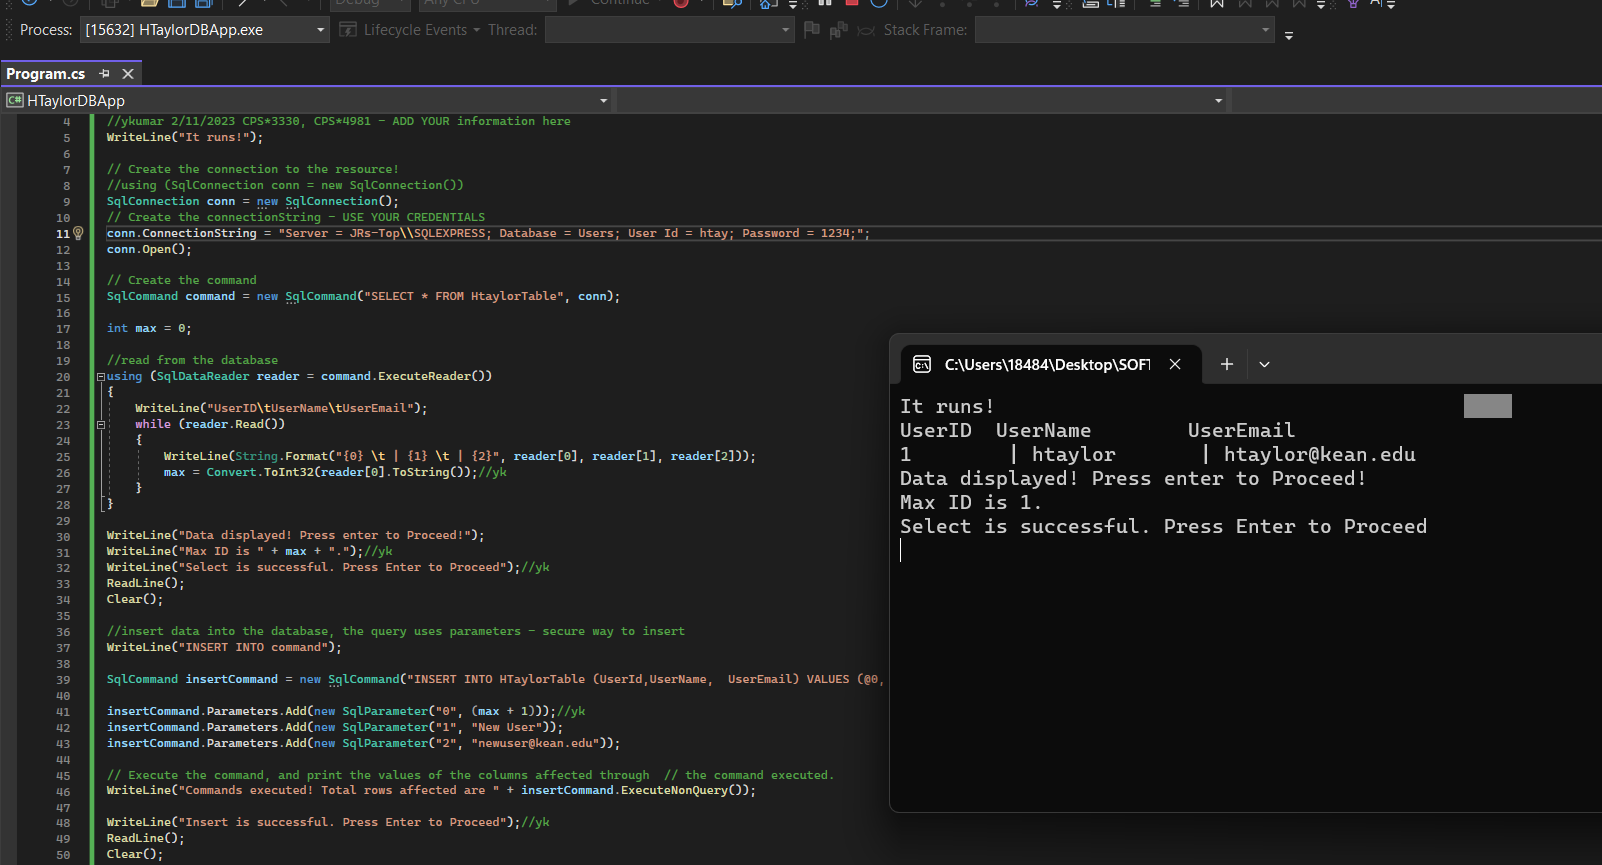 Debug Any CPU Continue
Process: [15632] HTaylorDBApp.exe Lifecycle Events Thread: Stack Frame:
Program.cs
C# HTaylorDBApp
4 //ykumar 2/11/2023 CPS*3330, CPS*4981 - ADD YOUR information here
5 WriteLine("It runs!");
6
7 // Create the connection to the resource!
8 //using (SqlConnection conn = new SqlConnection())
9 SqlConnection conn = new SqlConnection();
10 // Create the connectionString - USE YOUR CREDENTIALS
11 conn.ConnectionString = "Server = JRs-Top\\SQLEXPRESS; Database = Users; User Id = htay; Password = 1234;";
12 conn.Open();
13
14 // Create the command
15 SqlCommand command = new SqlCommand("SELECT * FROM HtaylorTable", conn);
16
17 int max = 0;
18
19 //read from the database
20 using (SqlDataReader reader = command.ExecuteReader())
21 {
22 WriteLine("UserID\tUserName\tUserEmail");
23 while (reader.Read())
24 {
25 WriteLine(String.Format("{0} \t | {1} \t | {2}", reader[0], reader[1], reader[2]));
26 max = Convert.ToInt32(reader[0].ToString());//yk
27 }
28 }
29
30 WriteLine("Data displayed! Press enter to Proceed!");
31 WriteLine("Max ID is " + max + ".");//yk
32 WriteLine("Select is successful. Press Enter to Proceed");//yk
33 ReadLine();
34 Clear();
35
36 //insert data into the database, the query uses parameters - secure way to insert
37 WriteLine("INSERT INTO command");
38
39 SqlCommand insertCommand = new SqlCommand("INSERT INTO HTaylorTable (UserId,UserName,  UserEmail) VALUES (@0,
40
41 insertCommand.Parameters.Add(new SqlParameter("0", (max + 1)));//yk
42 insertCommand.Parameters.Add(new SqlParameter("1", "New User"));
43 insertCommand.Parameters.Add(new SqlParameter("2", "newuser@kean.edu"));
44
45 // Execute the command, and print the values of the columns affected through  // the command executed.
46 WriteLine("Commands executed! Total rows affected are " + insertCommand.ExecuteNonQuery());
47
48 WriteLine("Insert is successful. Press Enter to Proceed");//yk
49 ReadLine();
50 Clear();
C:\Users\18484\Desktop\SOFT
It runs!
UserID UserName UserEmail
1 | htaylor | htaylor@kean.edu
Data displayed! Press enter to Proceed!
Max ID is 1.
Select is successful. Press Enter to Proceed